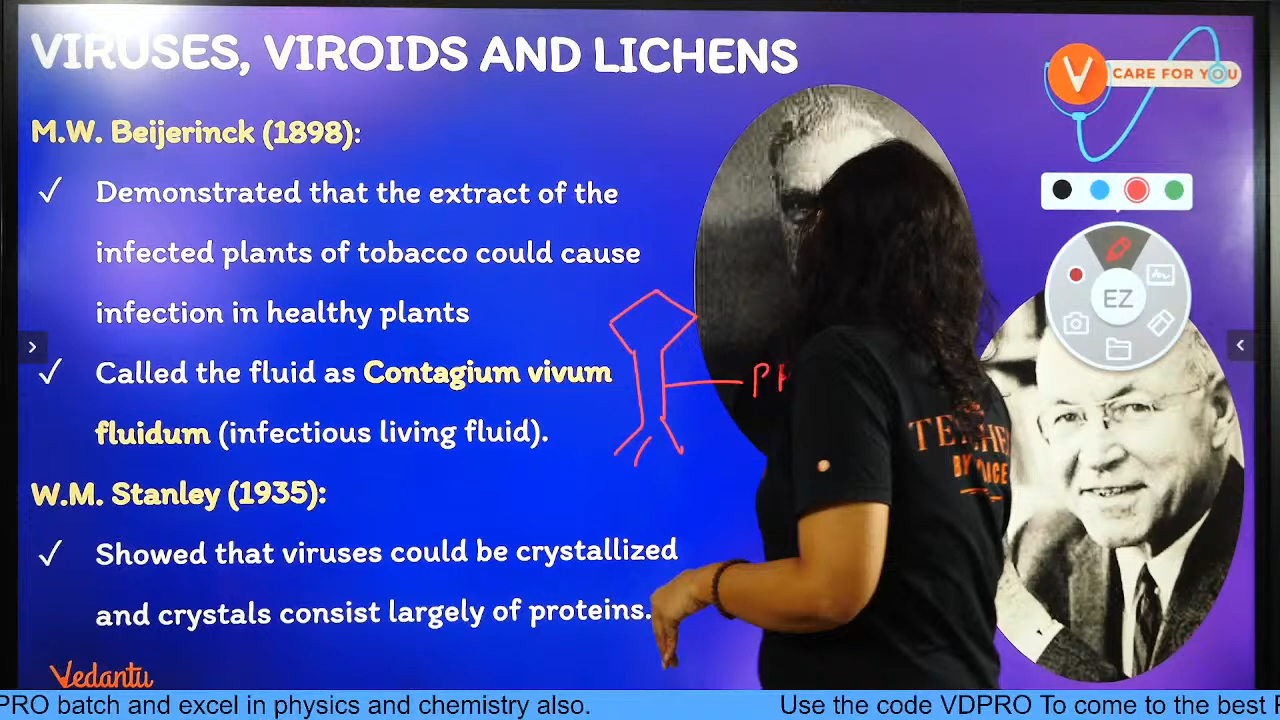 VIRUSES, VIROIDS AND LICHENS
CARE FOR YOU
M.W. Beijerinck (1898):
✓ Demonstrated that the extract of the
infected plants of tobacco could cause
infection in healthy plants
✓ Called the fluid as Contagium vivum
fluidum (infectious living fluid).
W.M. Stanley (1935):
✓ Showed that viruses could be crystallized
and crystals consist largely of proteins.
EZ
Vedantu
PRO batch and excel in physics and chemistry also. Use the code VDPRO To come to the best